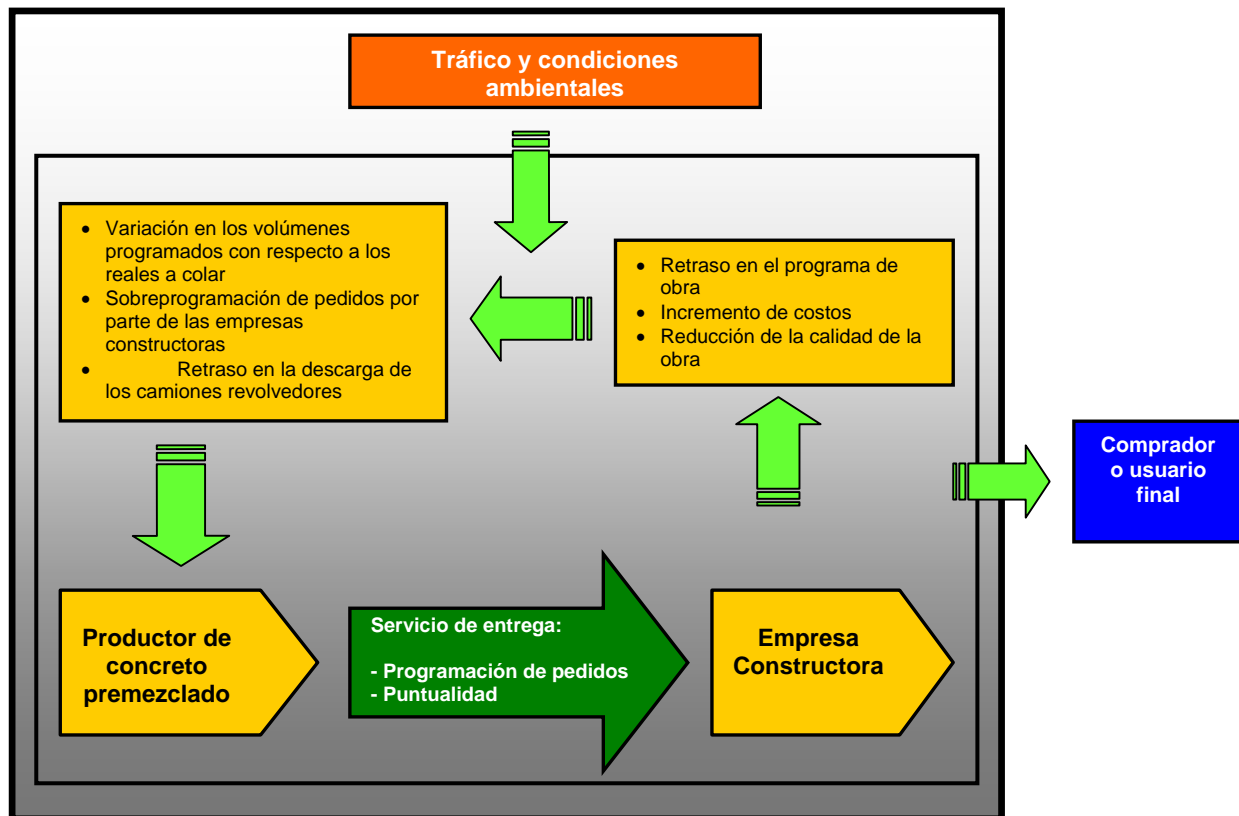 Tráfico y condiciones
ambientales
• Variación en los volúmenes
programados con respecto a los
reales a colar
• Sobreprogramación de pedidos por
parte de las empresas
constructoras
• Retraso en la descarga de
los camiones revolvedores
• Retraso en el programa de
obra
• Incremento de costos
• Reducción de la calidad de la
obra
Comprador
o usuario
final
Productor de
concreto
premezclado
Servicio de entrega:
- Programación de pedidos
- Puntualidad
Empresa
Constructora